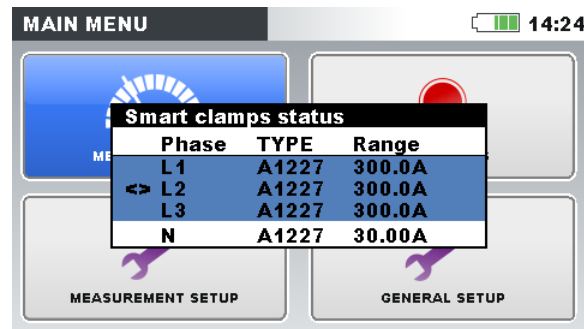 MAIN MENU 14:24
Smart clamps status
Phase TYPE Range
L1 A1227 300.0A
<> L2 A1227 300.0A
L3 A1227 300.0A
N A1227 30.00A
ME
S
MEASUREMENT SETUP
GENERAL SETUP